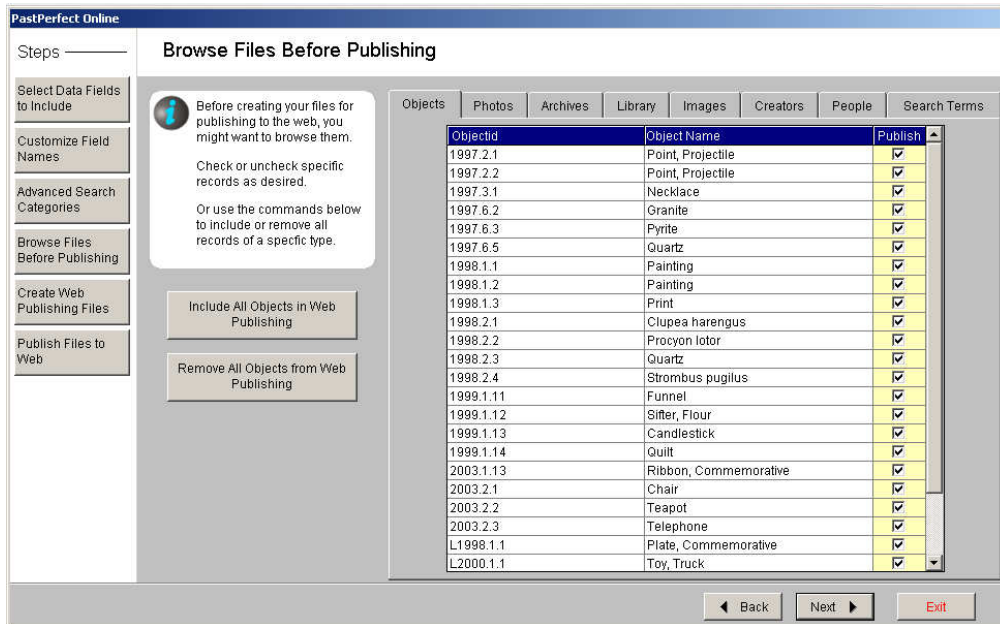 PastPerfect Online
Steps
Browse Files Before Publishing
Select Data Fields
to Include
Customize Field
Names
Advanced Search
Categories
Browse Files
Before Publishing
Create Web
Publishing Files
Publish Files to
Web
Before creating your files for
publishing to the web, you
might want to browse them.
Check or uncheck specific
records as desired.
Or use the commands below
to include or remove all
records of a specfic type.
Include All Objects in Web
Publishing
Remove All Objects from Web
Publishing
Objects Photos Archives Library Images Creators People Search Terms
Objectid Object Name Publish
1997.2.1 Point, Projectile
1997.2.2 Point, Projectile
1997.3.1 Necklace
1997.6.2 Granite
1997.6.3 Pyrite
1997.6.5 Quartz
1998.1.1 Painting
1998.1.2 Painting
1998.1.3 Print
1998.2.1 Clupea harengus
1998.2.2 Procyon lotor
1998.2.3 Quartz
1998.2.4 Strombus pugilus
1999.1.11 Funnel
1999.1.12 Sifter, Flour
1999.1.13 Candlestick
1999.1.14 Quilt
2003.1.13 Ribbon, Commemorative
2003.2.1 Chair
2003.2.2 Teapot
2003.2.3 Telephone
L1998.1.1 Plate, Commemorative
L2000.1.1 Toy, Truck
Back Next Exit